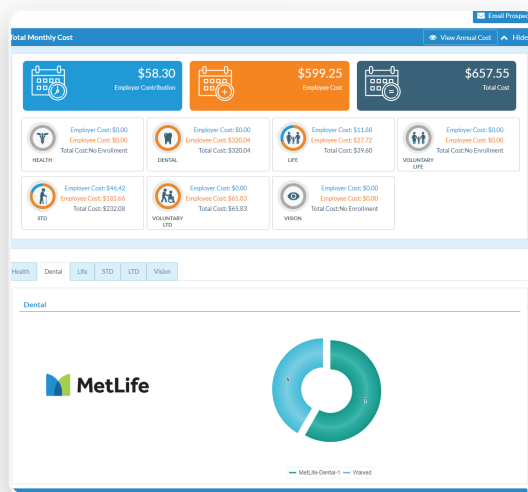 Email Prospec
Total Monthly Cost
View Annual Cost
Hide
$58.30
Employer Contribution
$599.25
Employee Cost
$657.55
Total Cost
Employer Cost: $0.00
Employee Cost: $0.00
Total Cost:No Enrollment
HEALTH
Employer Cost: $0.00
Employee Cost: $320.04
Total Cost: $320.04
DENTAL
Employer Cost: $11.88
Employee Cost: $27.72
Total Cost: $39.60
LIFE
Employer Cost: $0.00
Employee Cost: $0.00
Total Cost:No Enrollment
VOLUNTARY
LIFE
Employer Cost: $46.42
Employee Cost: $185.66
Total Cost: $232.08
STD
Employer Cost: $0.00
Employee Cost: $65.83
Total Cost: $65.83
VOLUNTARY
LTD
Employer Cost: $0.00
Employee Cost: $0.00
Total Cost:No Enrollment
VISION
Health Dental Life STD LTD Vision
Dental
MetLife
MetLife-Dental-1 Waived